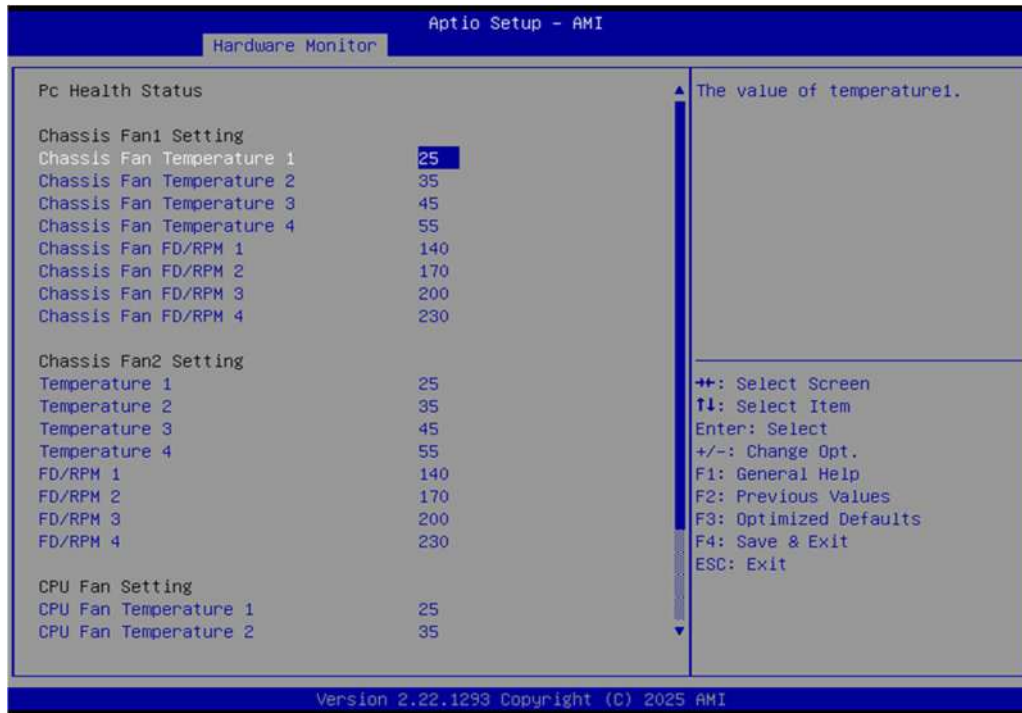 Aptio Setup - AMI
Hardware Monitor
Pc Health Status
Chassis Fan1 Setting
Chassis Fan Temperature 1 25
Chassis Fan Temperature 2 35
Chassis Fan Temperature 3 45
Chassis Fan Temperature 4 55
Chassis Fan FD/RPM 1 140
Chassis Fan FD/RPM 2 170
Chassis Fan FD/RPM 3 200
Chassis Fan FD/RPM 4 230
Chassis Fan2 Setting
Temperature 1 25
Temperature 2 35
Temperature 3 45
Temperature 4 55
FD/RPM 1 140
FD/RPM 2 170
FD/RPM 3 200
FD/RPM 4 230
CPU Fan Setting
CPU Fan Temperature 1 25
CPU Fan Temperature 2 35
The value of temperature1.
→←: Select Screen
↑↓: Select Item
Enter: Select
+/-: Change Opt.
F1: General Help
F2: Previous Values
F3: Optimized Defaults
F4: Save & Exit
ESC: Exit
Version 2.22.1293 Copyright (C) 2025 AMI